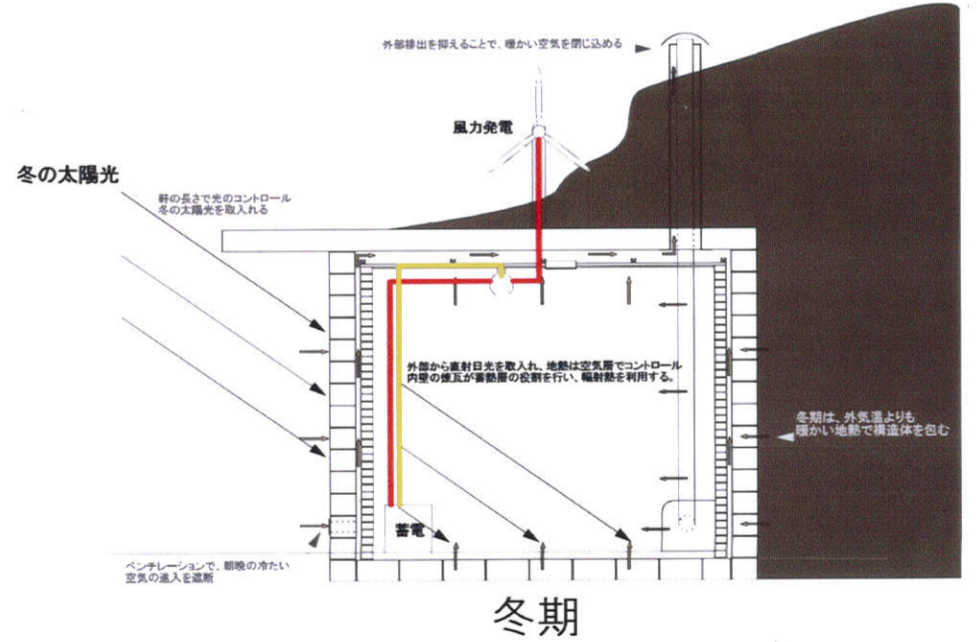 外部排出を抑えることで、暖かい空気を閉じ込める
風力発電
冬の太陽光
軒の長さで光のコントロール
冬の太陽光を取入れる
外部から直射日光を取入れ、地熱は空気層でコントロール
内壁の煉瓦が蓄熱層の役割を行い、輻射熱を利用する。
冬期は、外気温よりも
暖かい地熱で構造体を包む
蓄電
ベンチレーションで、朝晩の冷たい
空気の進入を遮断
冬期